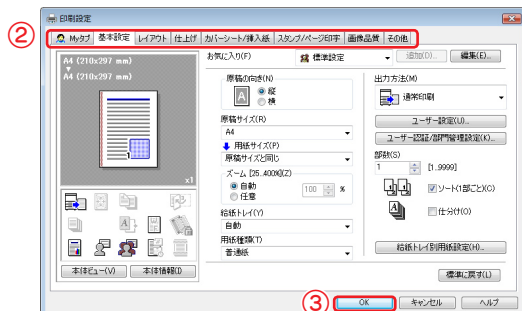 印刷設定
②
Myタブ 基本設定 レイアウト 仕上げ カバーシート/挿入紙 スタンプ/ページ印字 画像品質 その他
A4 (210x297 mm)
A4 (210x297 mm)
1
x1
本体ビュー(V) 本体情報(I)
お気に入り(F) 標準設定 追加(D)... 編集(E)...
原稿の向き(N)
A
縦
横
原稿サイズ(R)
A4
用紙サイズ(P)
原稿サイズと同じ
ズーム [25..400%](Z)
自動
任意
100 %
給紙トレイ(Y)
自動
用紙種類(T)
普通紙
出力方法(M)
通常印刷
ユーザー設定(U)...
ユーザー認証/部門管理設定(K)...
部数(S)
1 [1..9999]
ソート(1部ごと)(O)
仕分け(O)
給紙トレイ別用紙設定(H)...
標準に戻す(L)
③
OK キャンセル ヘルプ